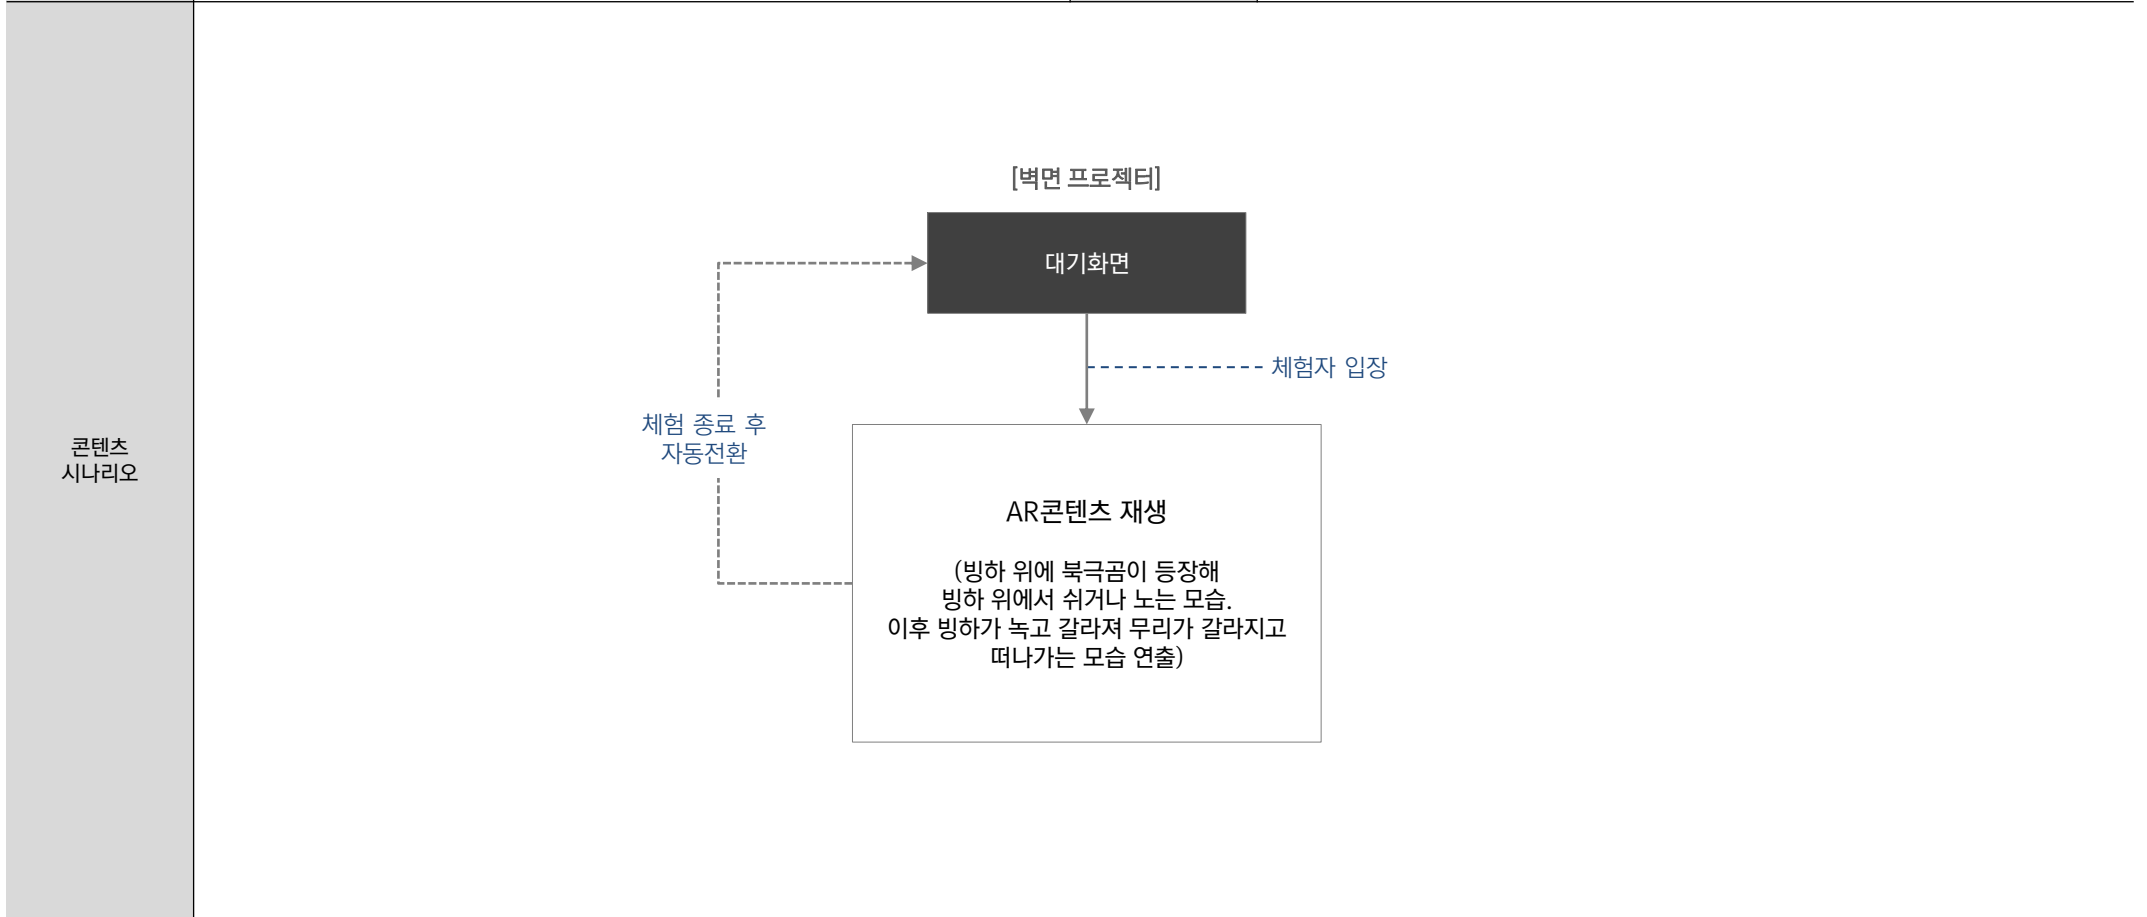 콘텐츠
시나리오
[벽면 프로젝터]
대기화면
체험자 입장
체험 종료 후
자동전환
AR콘텐츠 재생
(빙하 위에 북극곰이 등장해
빙하 위에서 쉬거나 노는 모습.
이후 빙하가 녹고 갈라져 무리가 갈라지고
떠나가는 모습 연출)